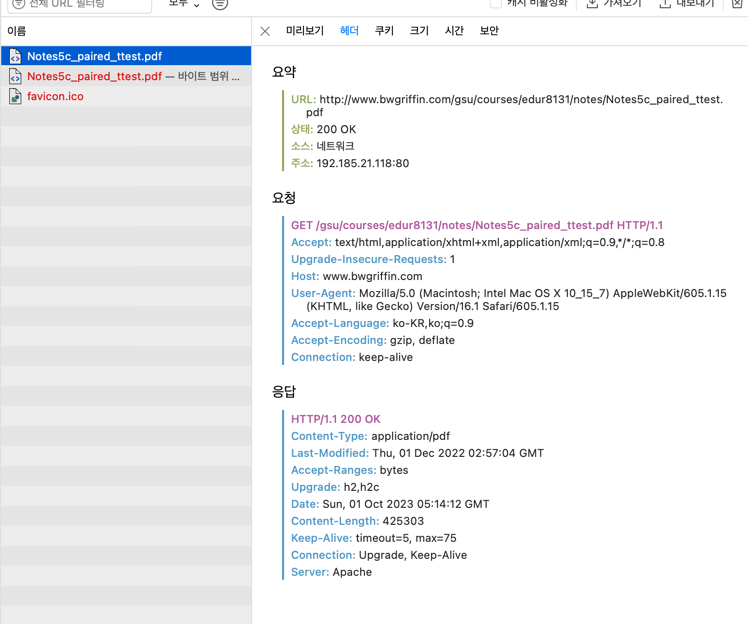 전체 URL 필터링
모두
캐시 비활성화
가져오기
내보내기
이름
미리보기
헤더
쿠키
크기
시간
보안
Notes5c_paired_ttest.pdf
Notes5c_paired_ttest.pdf — 바이트 범위 ...
favicon.ico
요약
URL: http://www.bwgriffin.com/gsu/courses/edur8131/notes/Notes5c_paired_ttest.
pdf
상태: 200 OK
소스: 네트워크
주소: 192.185.21.118:80
요청
GET /gsu/courses/edur8131/notes/Notes5c_paired_ttest.pdf HTTP/1.1
Accept: text/html,application/xhtml+xml,application/xml;q=0.9,*/*;q=0.8
Upgrade-Insecure-Requests: 1
Host: www.bwgriffin.com
User-Agent: Mozilla/5.0 (Macintosh; Intel Mac OS X 10_15_7) AppleWebKit/605.1.15
(KHTML, like Gecko) Version/16.1 Safari/605.1.15
Accept-Language: ko-KR,ko;q=0.9
Accept-Encoding: gzip, deflate
Connection: keep-alive
응답
HTTP/1.1 200 OK
Content-Type: application/pdf
Last-Modified: Thu, 01 Dec 2022 02:57:04 GMT
Accept-Ranges: bytes
Upgrade: h2,h2c
Date: Sun, 01 Oct 2023 05:14:12 GMT
Content-Length: 425303
Keep-Alive: timeout=5, max=75
Connection: Upgrade, Keep-Alive
Server: Apache